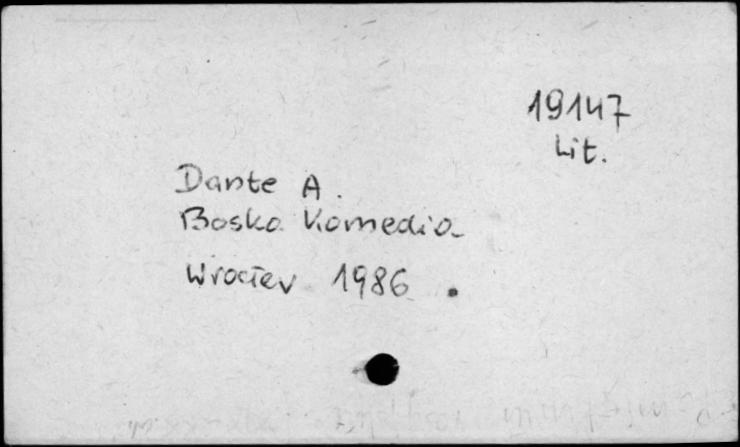 19147
Lit.
Dante A.
Boska Komedia
Wrocław 1986.